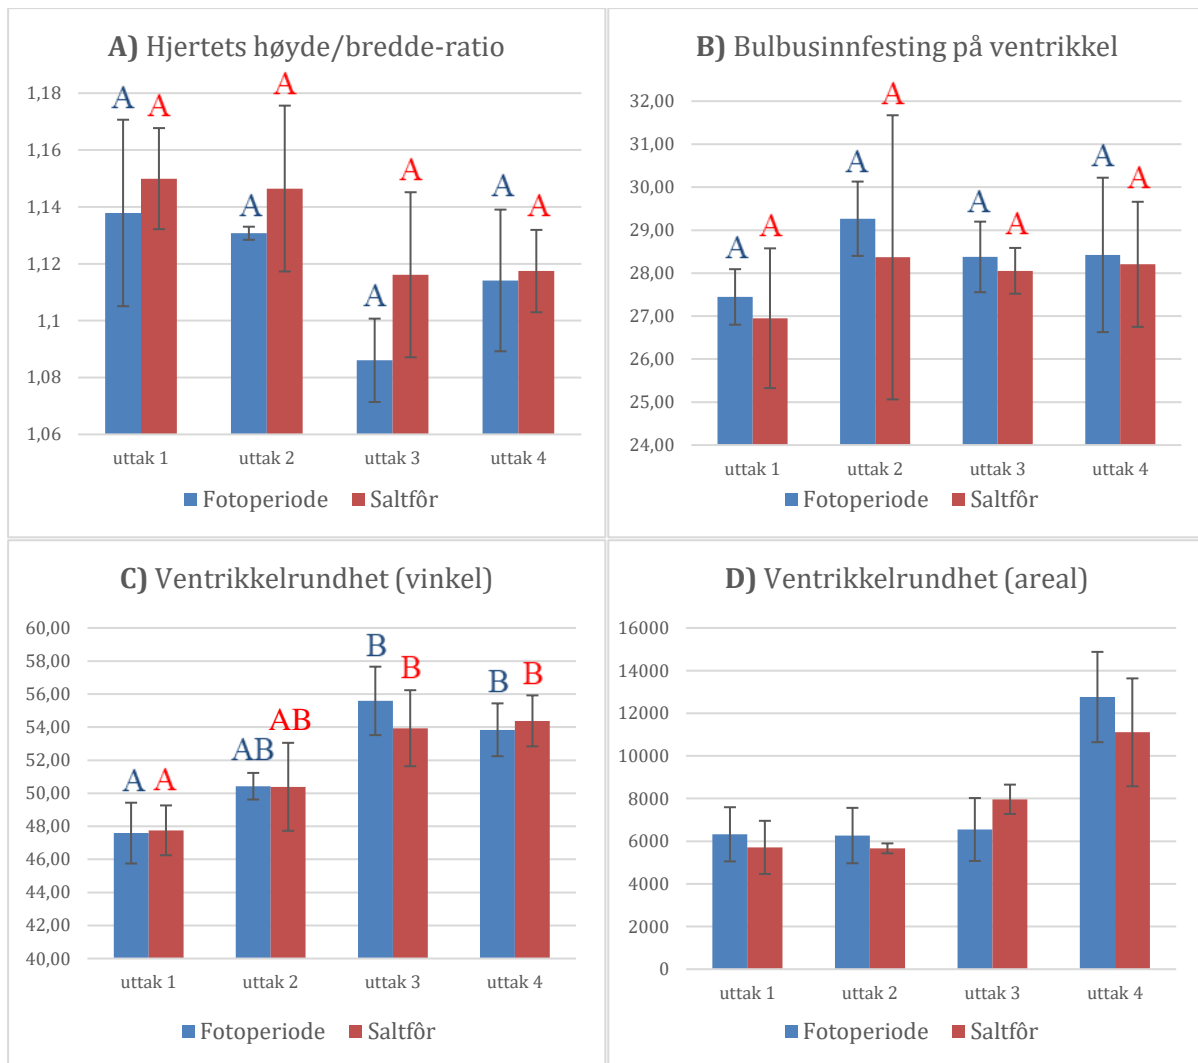 A) Hjertets høyde/bredde-ratio
1,18
1,16
1,14
1,12
1,1
1,08
1,06
A A A A A A A A
uttak 1 uttak 2 uttak 3 uttak 4
Fotoperiode Saltfôr
B) Bulbusinnfesting på ventrikkel
32,00
31,00
30,00
29,00
28,00
27,00
26,00
25,00
24,00
A A A A A A A A
uttak 1 uttak 2 uttak 3 uttak 4
Fotoperiode Saltfôr
C) Ventrikkelrundhet (vinkel)
60,00
58,00
56,00
54,00
52,00
50,00
48,00
46,00
44,00
42,00
40,00
A A AB AB B B B B
uttak 1 uttak 2 uttak 3 uttak 4
Fotoperiode Saltfôr
D) Ventrikkelrundhet (areal)
16000
14000
12000
10000
8000
6000
4000
2000
0
uttak 1 uttak 2 uttak 3 uttak 4
Fotoperiode Saltfôr